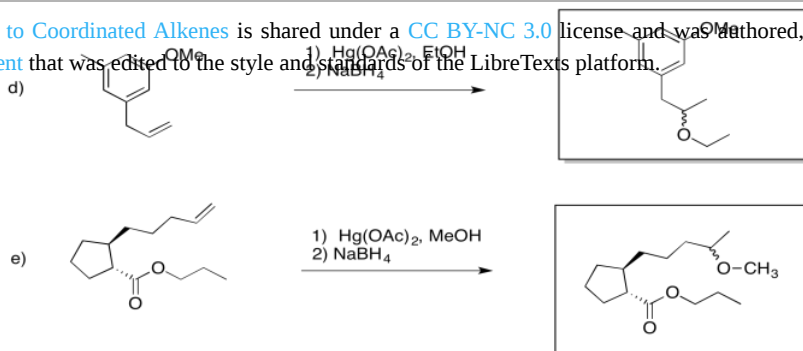 to Coordinated Alkenes is shared under a CC BY-NC 3.0 license and was authored,
OMe
1) Hg(OAc)2, EtOH
OMe
ent that was edited to the style and standards of the LibreTexts platform.
2) NaBH4
d)
O
1) Hg(OAc)2, MeOH
2) NaBH4
e)
O
O
O-CH3
O
O